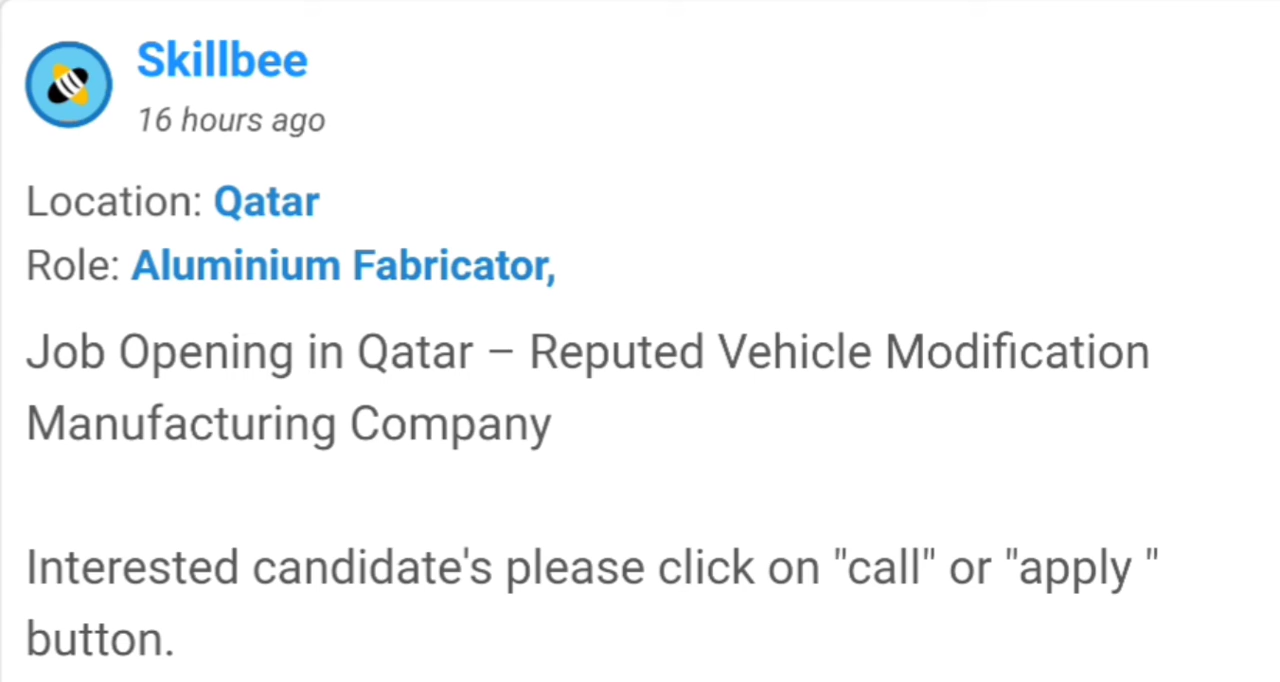 Skillbee
16 hours ago
Location: Qatar
Role: Aluminium Fabricator,
Job Opening in Qatar – Reputed Vehicle Modification
Manufacturing Company
Interested candidate's please click on "call" or "apply "
button.